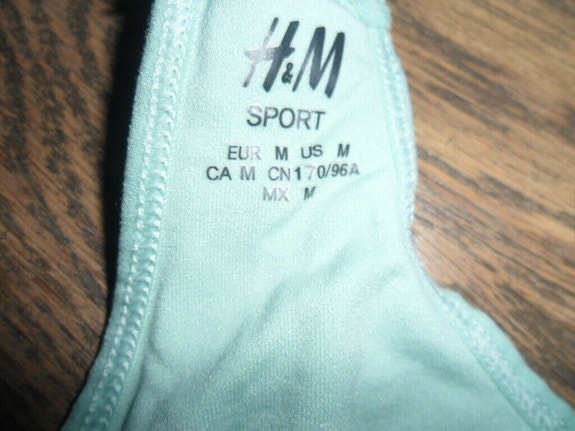 H&M
SPORT
EUR M US M
CA M CN170/96A
MX M